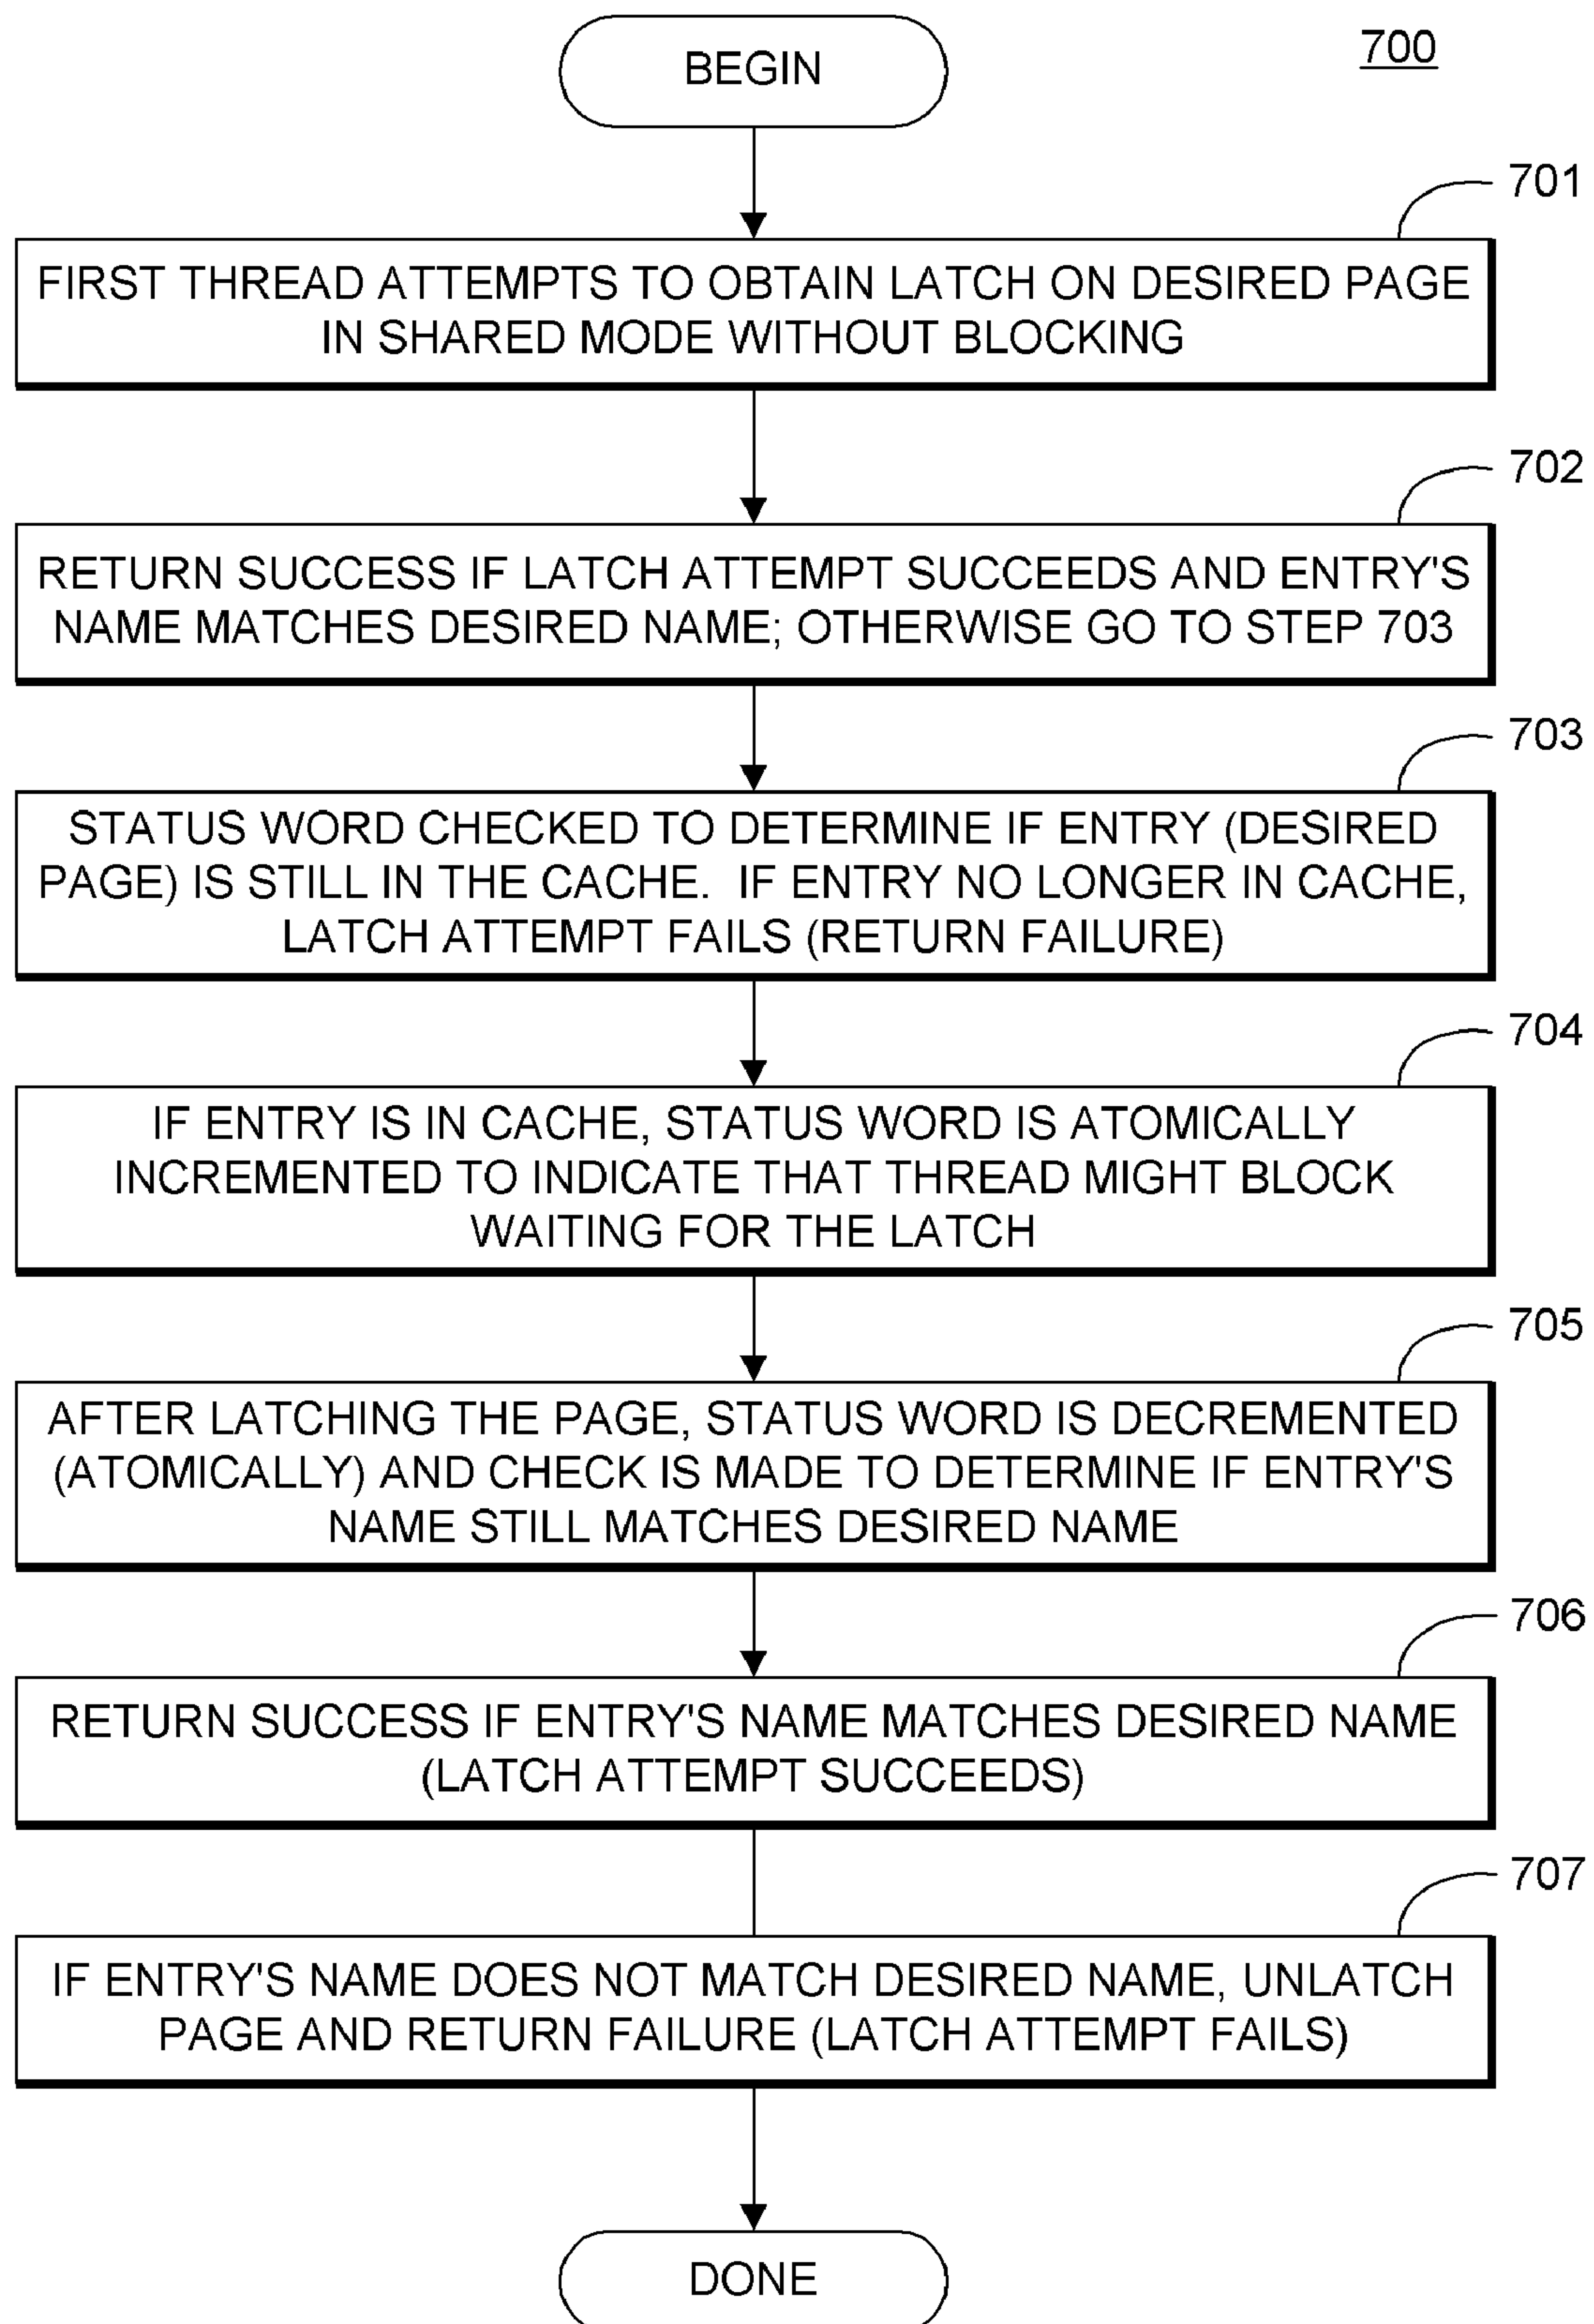 BEGIN
700
701
FIRST THREAD ATTEMPTS TO OBTAIN LATCH ON DESIRED PAGE
IN SHARED MODE WITHOUT BLOCKING
702
RETURN SUCCESS IF LATCH ATTEMPT SUCCEEDS AND ENTRY'S
NAME MATCHES DESIRED NAME; OTHERWISE GO TO STEP 703
703
STATUS WORD CHECKED TO DETERMINE IF ENTRY (DESIRED
PAGE) IS STILL IN THE CACHE. IF ENTRY NO LONGER IN CACHE,
LATCH ATTEMPT FAILS (RETURN FAILURE)
704
IF ENTRY IS IN CACHE, STATUS WORD IS ATOMICALLY
INCREMENTED TO INDICATE THAT THREAD MIGHT BLOCK
WAITING FOR THE LATCH
705
AFTER LATCHING THE PAGE, STATUS WORD IS DECREMENTED
(ATOMICALLY) AND CHECK IS MADE TO DETERMINE IF ENTRY'S
NAME STILL MATCHES DESIRED NAME
706
RETURN SUCCESS IF ENTRY'S NAME MATCHES DESIRED NAME
(LATCH ATTEMPT SUCCEEDS)
707
IF ENTRY'S NAME DOES NOT MATCH DESIRED NAME, UNLATCH
PAGE AND RETURN FAILURE (LATCH ATTEMPT FAILS)
DONE